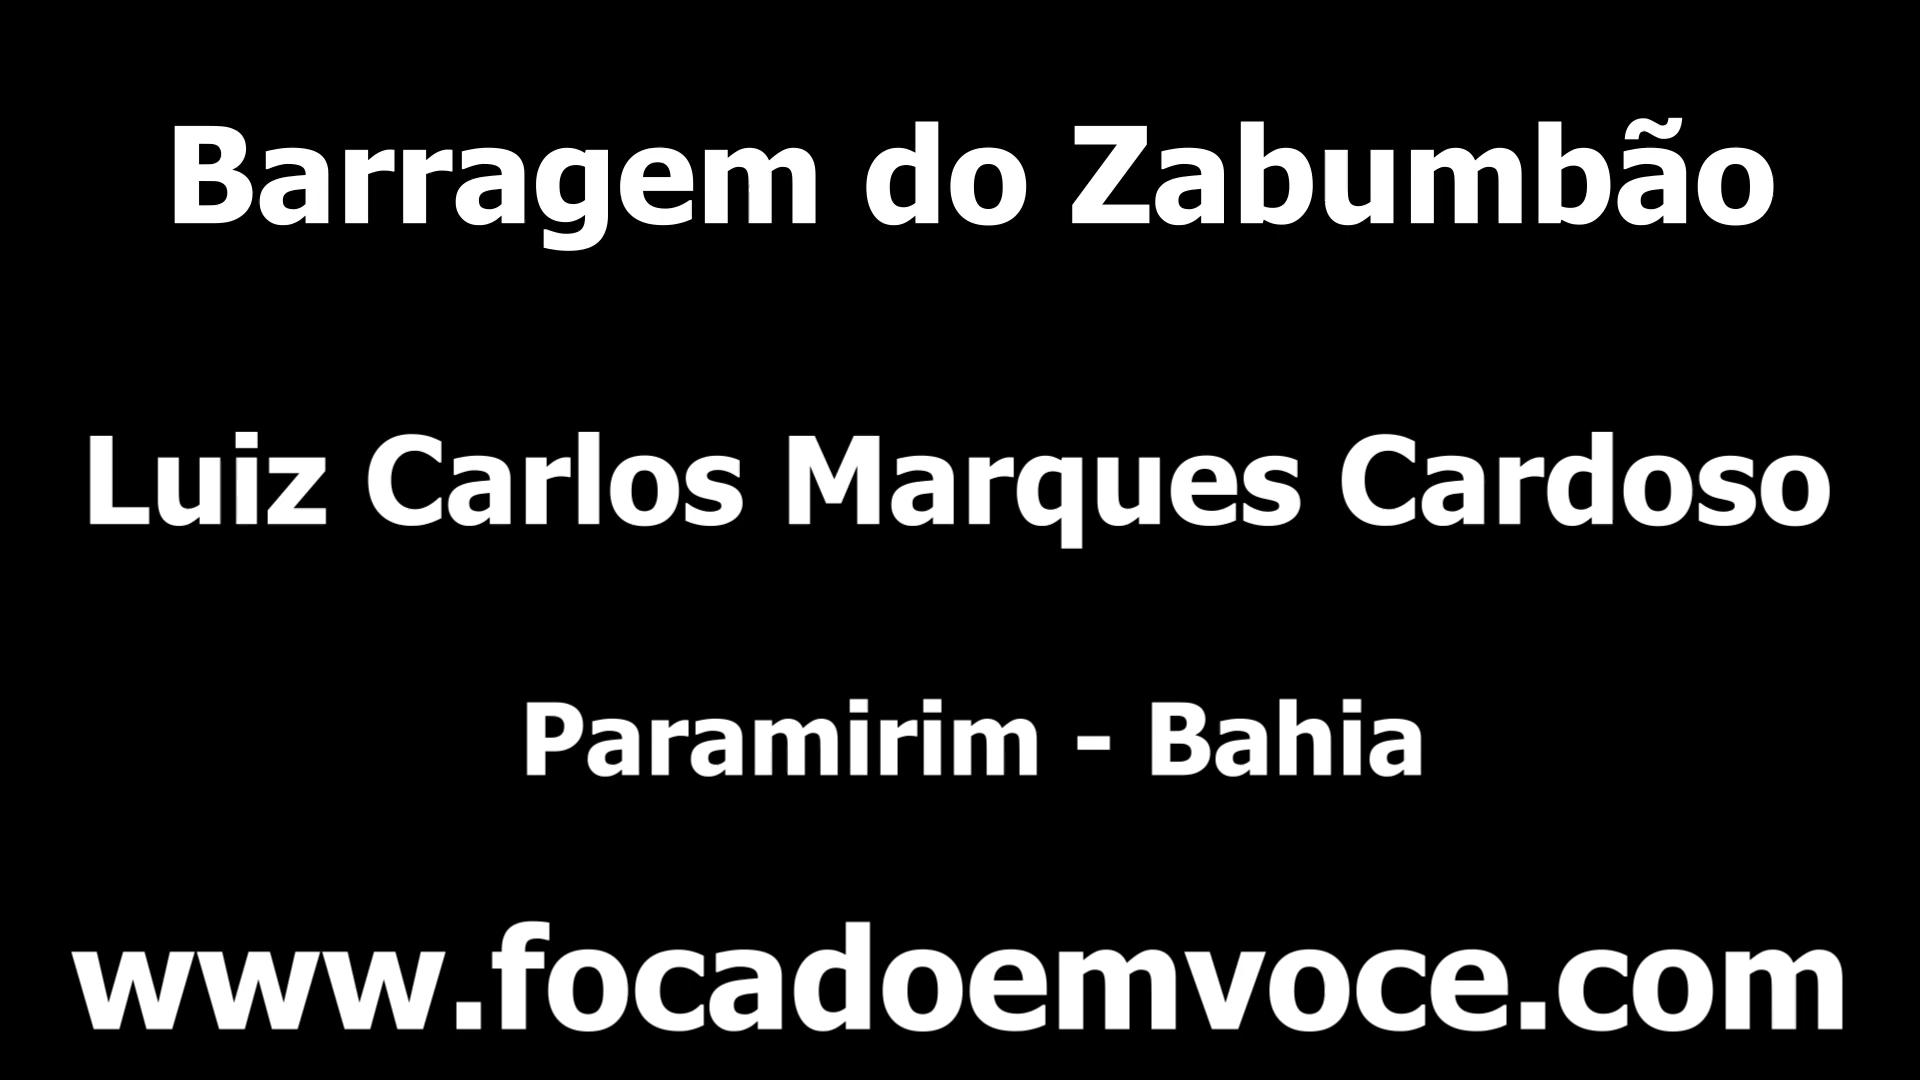 Barragem do Zabumbão
Luiz Carlos Marques Cardoso
Paramirim - Bahia
www.focadoemvoce.com